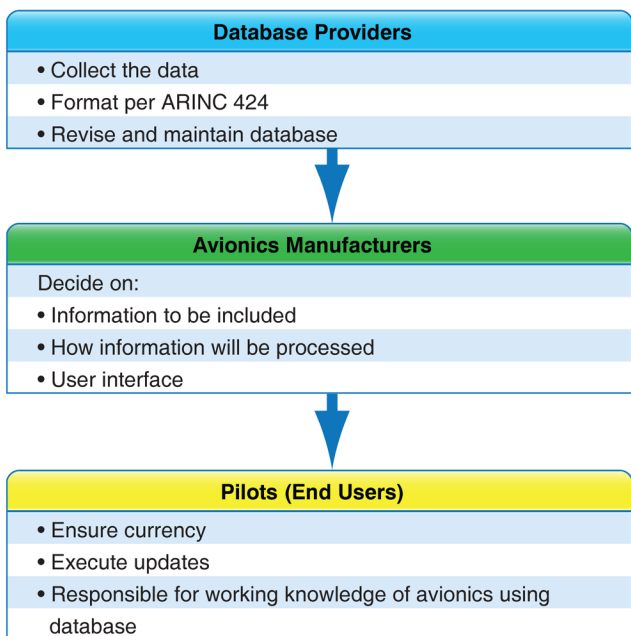 Database Providers
• Collect the data
• Format per ARINC 424
• Revise and maintain database
Avionics Manufacturers
Decide on:
• Information to be included
• How information will be processed
• User interface
Pilots (End Users)
• Ensure currency
• Execute updates
• Responsible for working knowledge of avionics using
database